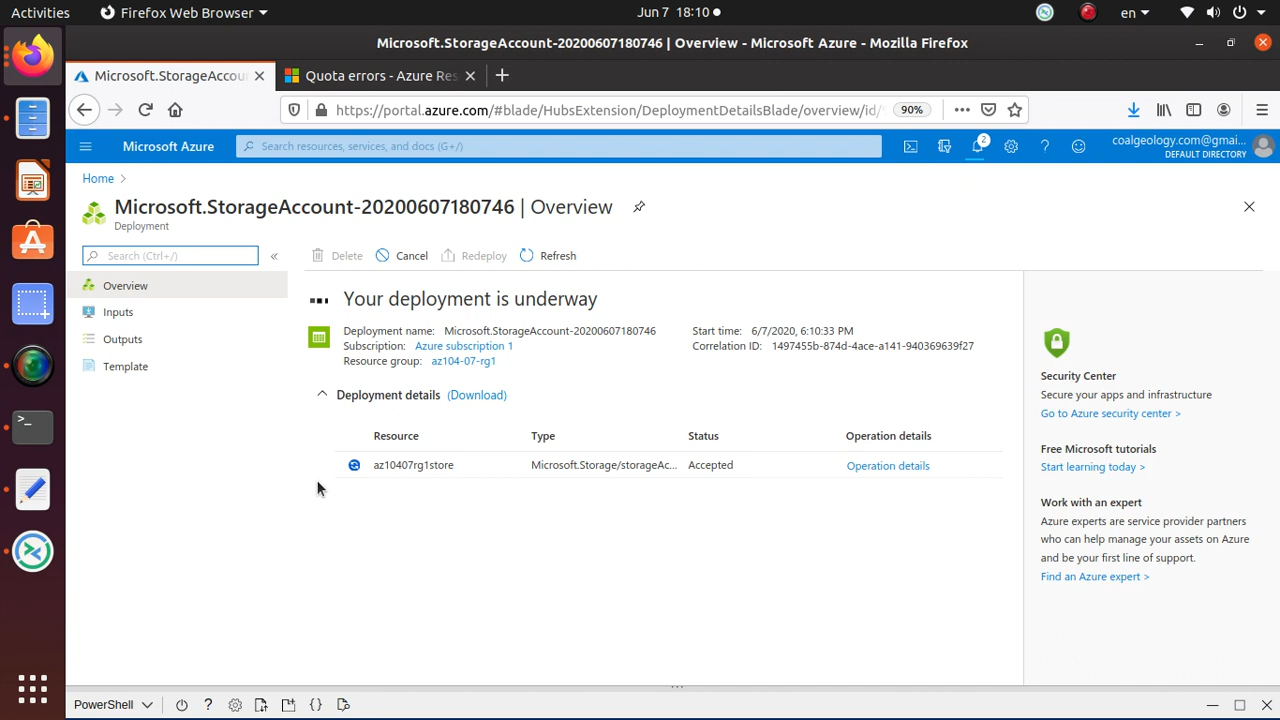 Activities Firefox Web Browser Jun 7 18:10 en
Microsoft.StorageAccount-20200607180746 | Overview - Microsoft Azure - Mozilla Firefox
Microsoft.StorageAccou Quota errors - Azure Res
https://portal.azure.com/#blade/HubsExtension/DeploymentDetailsBlade/overview/id/ 90%
Microsoft Azure Search resources, services, and docs (G+/) 2 coalgeology.com@gmai...
DEFAULT DIRECTORY
Home >
Microsoft.StorageAccount-20200607180746 | Overview
Deployment
Search (Ctrl+/) « Delete Cancel Redeploy Refresh
Overview
Inputs
Outputs
Template
Your deployment is underway
Deployment name: Microsoft.StorageAccount-20200607180746
Subscription: Azure subscription 1
Resource group: az104-07-rg1
Start time: 6/7/2020, 6:10:33 PM
Correlation ID: 1497455b-874d-4ace-a141-940369639f27
Deployment details (Download)
Resource Type Status Operation details
az10407rg1store Microsoft.Storage/storageAc... Accepted Operation details
Security Center
Secure your apps and infrastructure
Go to Azure security center >
Free Microsoft tutorials
Start learning today >
Work with an expert
Azure experts are service provider partners
who can help manage your assets on Azure
and be your first line of support.
Find an Azure expert >
PowerShell ? { }